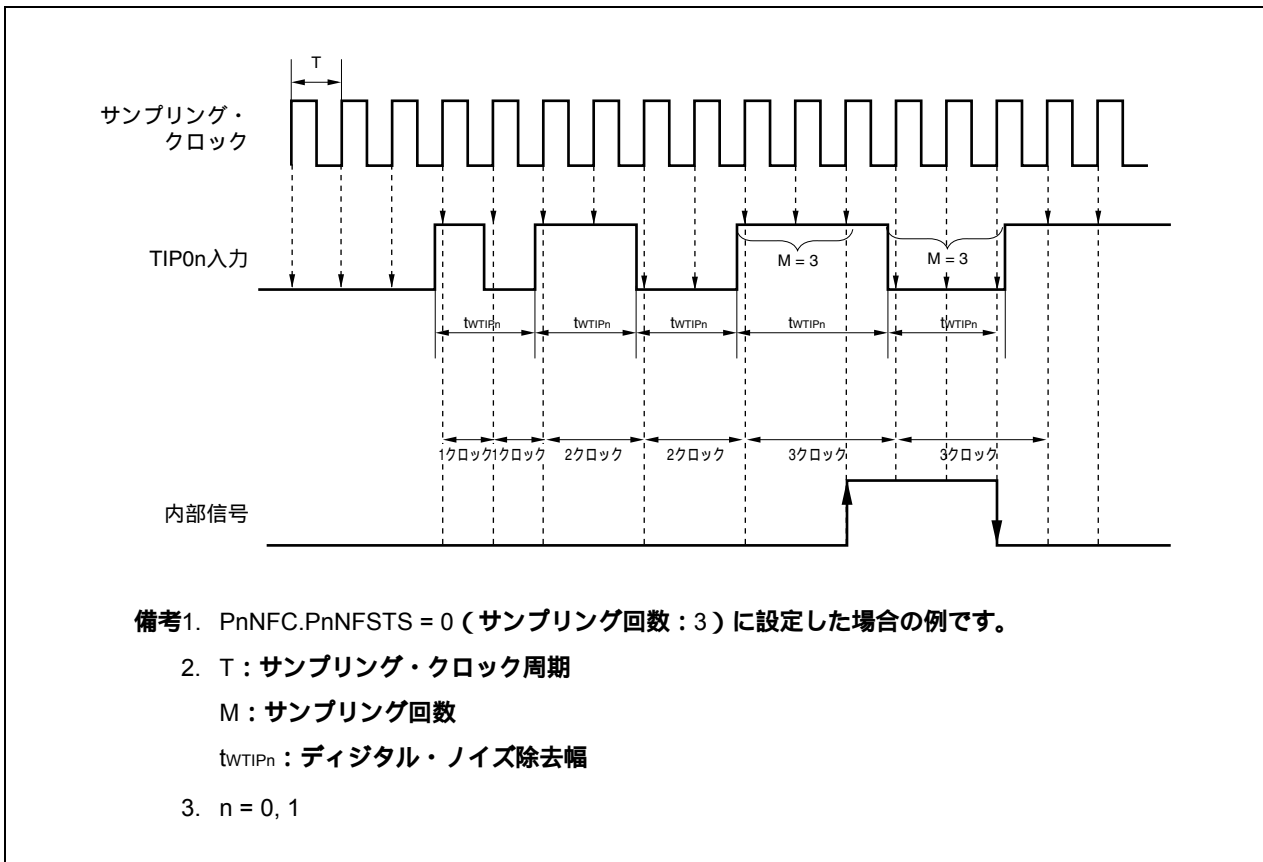 T
サンプリング・
クロック
TIP0n入力
M = 3 M = 3
tWTIPn tWTIPn tWTIPn tWTIPn tWTIPn
1クロック 1クロック 2クロック 2クロック 3クロック 3クロック
内部信号
備考1. PnNFC.PnNFSTS = 0（サンプリング回数：3）に設定した場合の例です。
2. T：サンプリング・クロック周期
M：サンプリング回数
tWTIPn：ディジタル・ノイズ除去幅
3. n = 0, 1